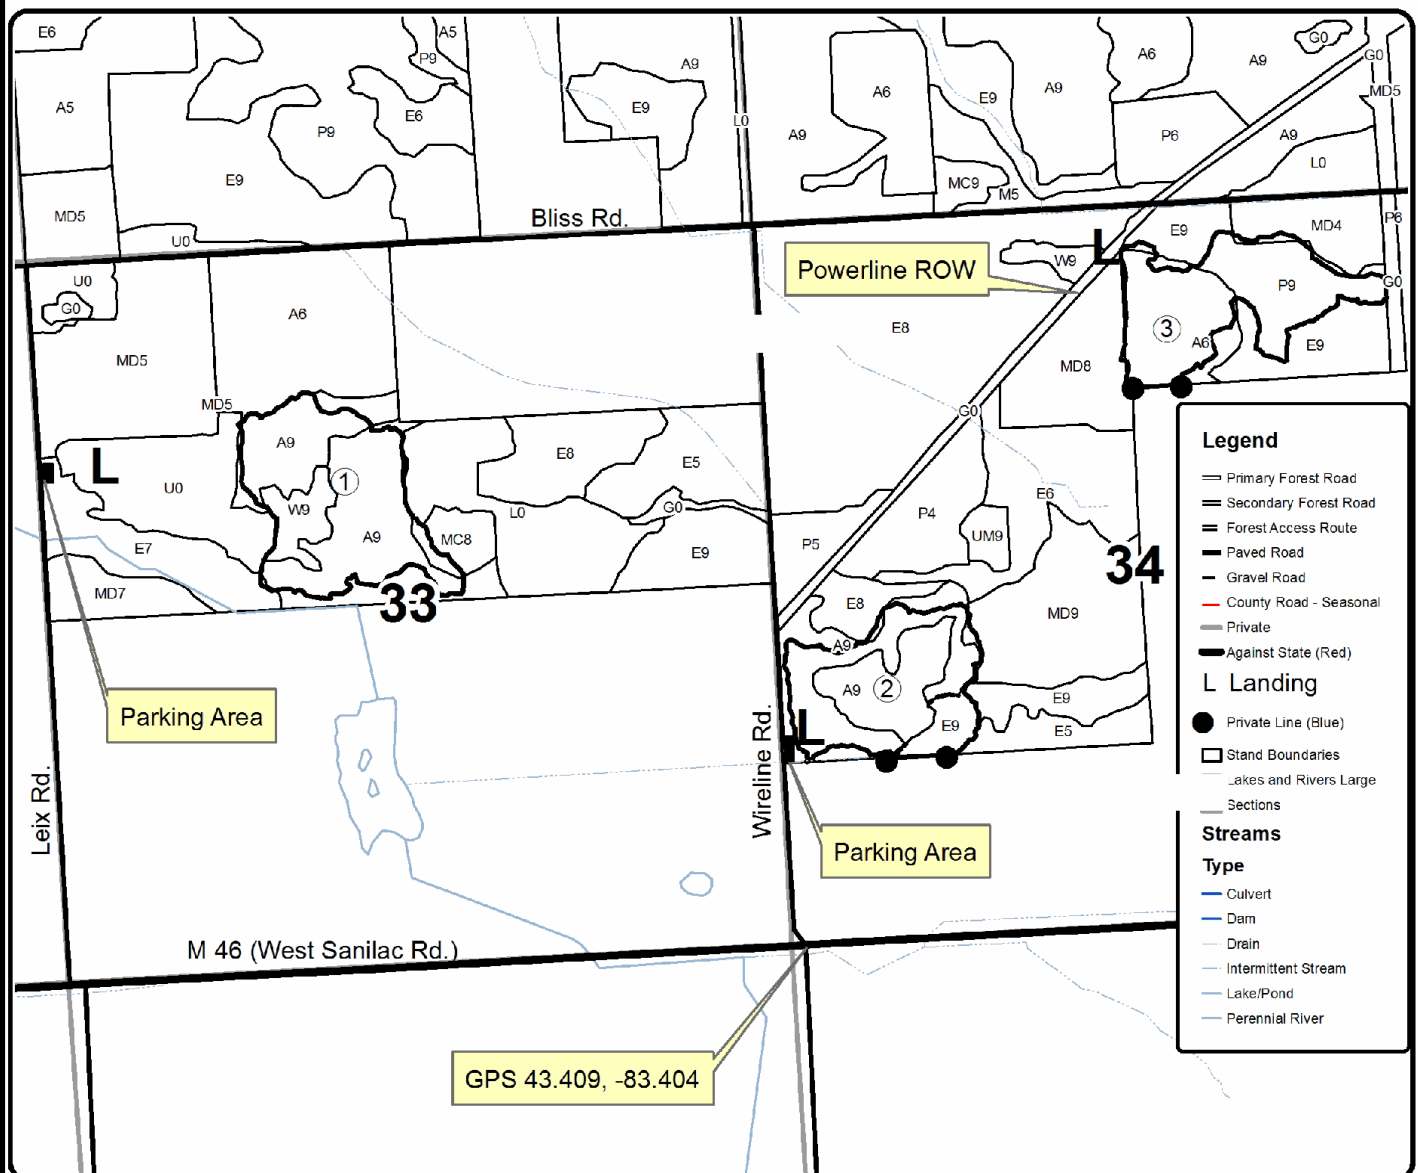 E6
A5
P9
A9
G0
A5
P9
E6
E9
L0
A9
A6
E9
A9
A6
A9
G0
MD5
P6
A9
L0
E9
MD5
U0
MC9
M5
Bliss Rd.
E9
MD4
P6
U0
G0
A6
MD5
Powerline ROW
W9
E8
P9
G0
3
A6
E9
MD8
MD5
A9
1
G0
L
L
U0
W9
A9
E7
MD7
MC8
33
E8
E5
G0
L0
E9
P5
P4
E6
UM9
34
MD9
E8
A9
A9
2
E9
E9
E5
L
Parking Area
Leix Rd.
Wireline Rd.
Parking Area
M 46 (West Sanilac Rd.)
GPS 43.409, -83.404
Legend
Primary Forest Road
Secondary Forest Road
Forest Access Route
Paved Road
Gravel Road
County Road - Seasonal
Private
Against State (Red)
L Landing
Private Line (Blue)
Stand Boundaries
Lakes and Rivers Large
Sections
Streams
Type
Culvert
Dam
Drain
Intermittent Stream
Lake/Pond
Perennial River